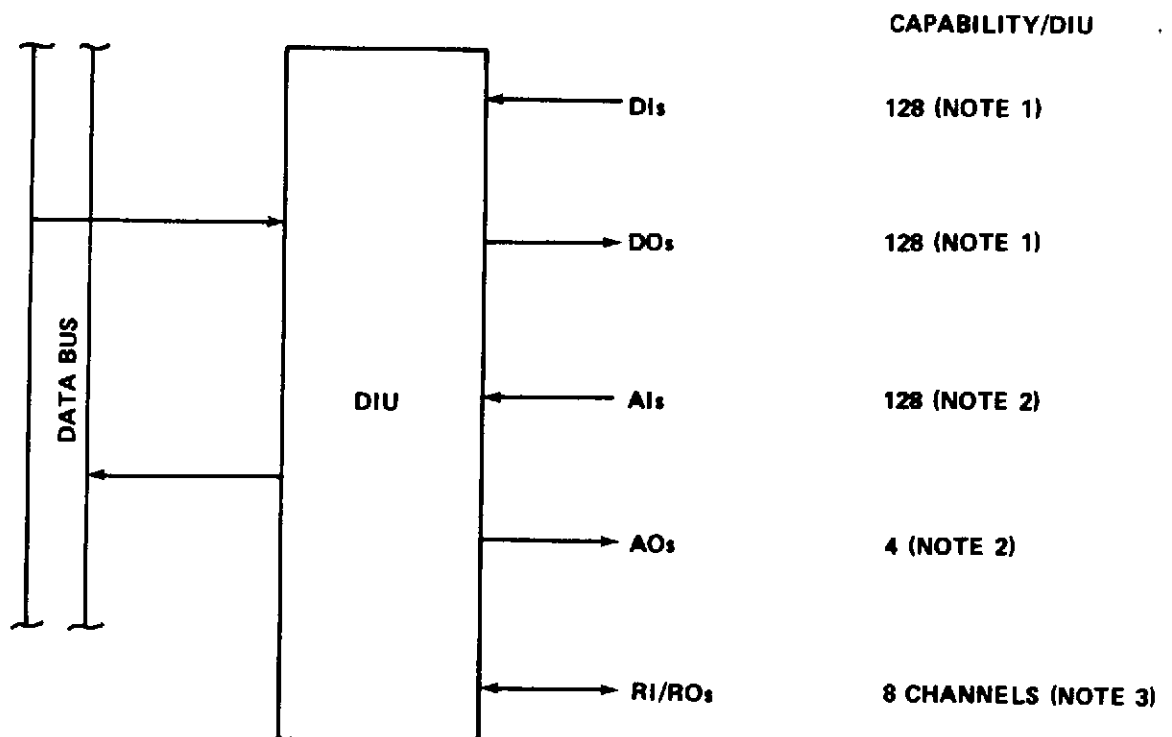 CAPABILITY/DIU
DIs 128 (NOTE 1)
DOs 128 (NOTE 1)
DATA BUS
DIU
AIs 128 (NOTE 2)
AOs 4 (NOTE 2)
RI/ROs 8 CHANNELS (NOTE 3)